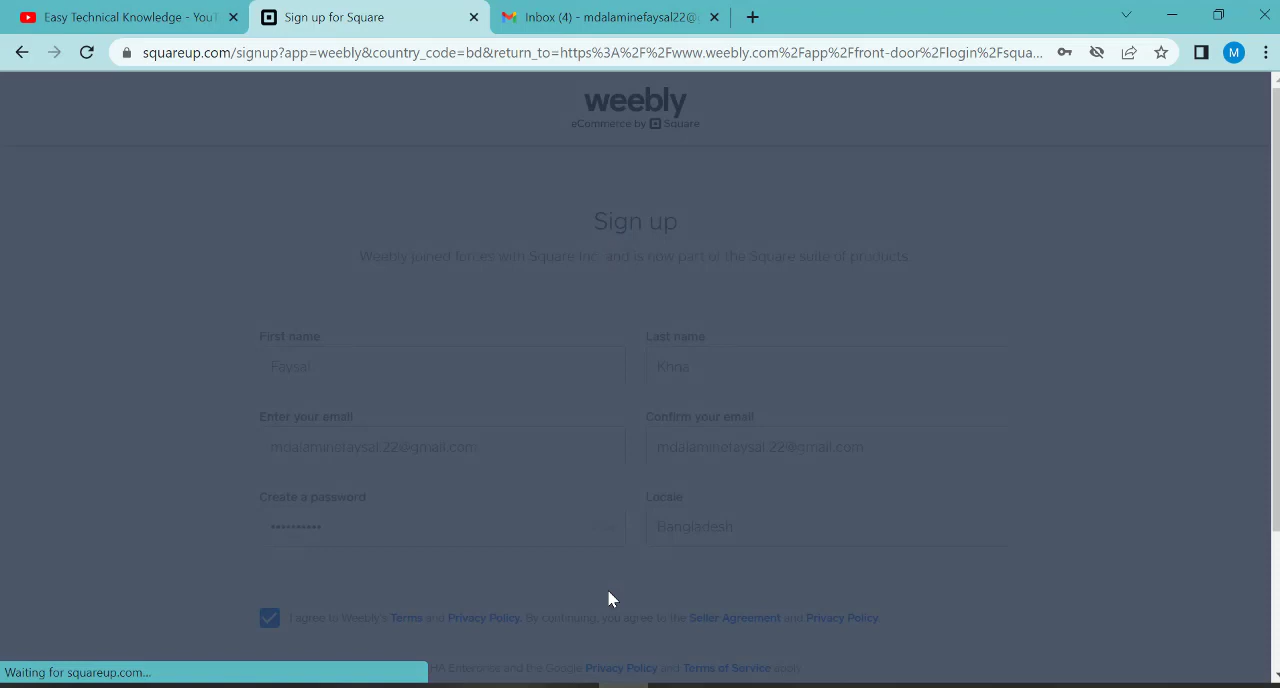 Easy Technical Knowledge - YouT
Sign up for Square
Inbox (4) - mdalaminefaysal22@
squareup.com/signup?app=weebly&country_code=bd&return_to=https%3A%2F%2Fwww.weebly.com%2Fapp%2Ffront-door%2Flogin%2Fsqua...
M
weebly
eCommerce by Square
Sign up
Weebly joined forces with Square Inc. and is now part of the Square suite of products
First name
Last name
Faysal
Khna
Enter your email
Confirm your email
mdalaminefaysal.22@gmail.com
mdalaminefaysal.22@gmail.com
Create a password
Locale
••••••••••
Bangladesh
I agree to Weebly's Terms and Privacy Policy. By continuing, you agree to the Seller Agreement and Privacy Policy.
HA Enterprise and the Google Privacy Policy and Terms of Service apply
Waiting for squareup.com...